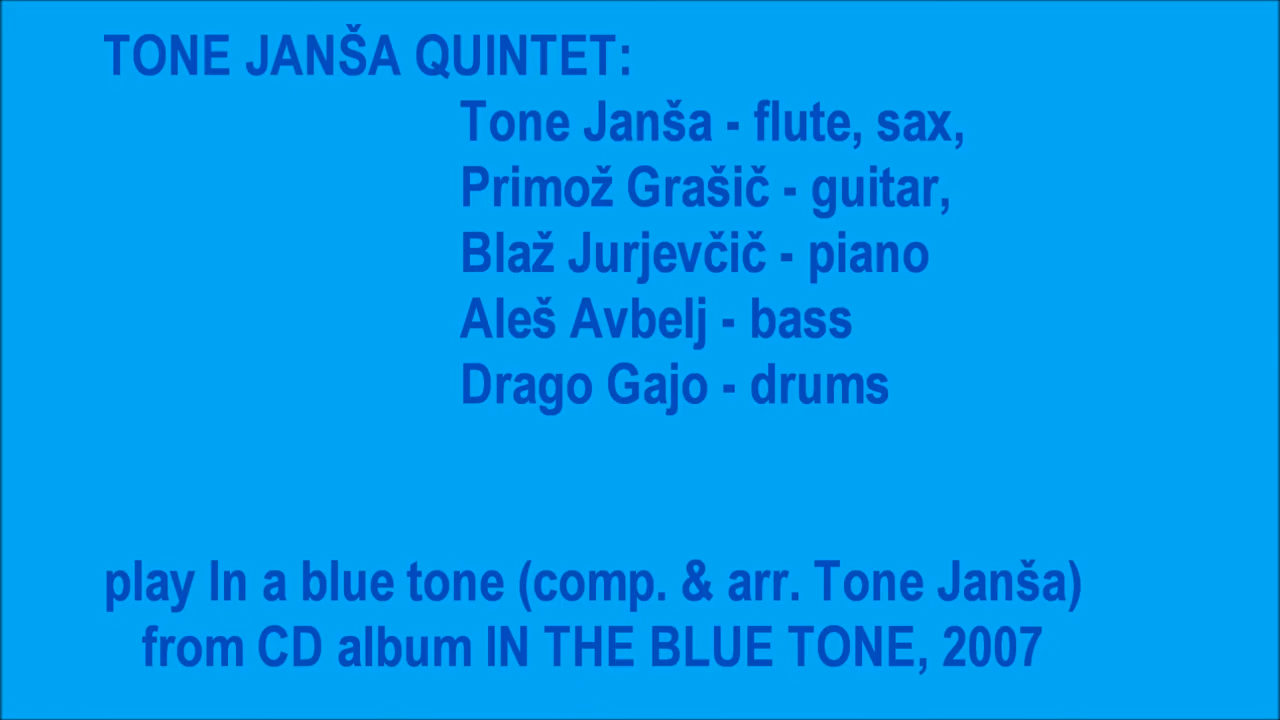 TONE JANŠA QUINTET:
Tone Janša - flute, sax,
Primož Grašič - guitar,
Blaž Jurjevčič - piano
Aleš Avbelj - bass
Drago Gajo - drums
play In a blue tone (comp. & arr. Tone Janša)
from CD album IN THE BLUE TONE, 2007